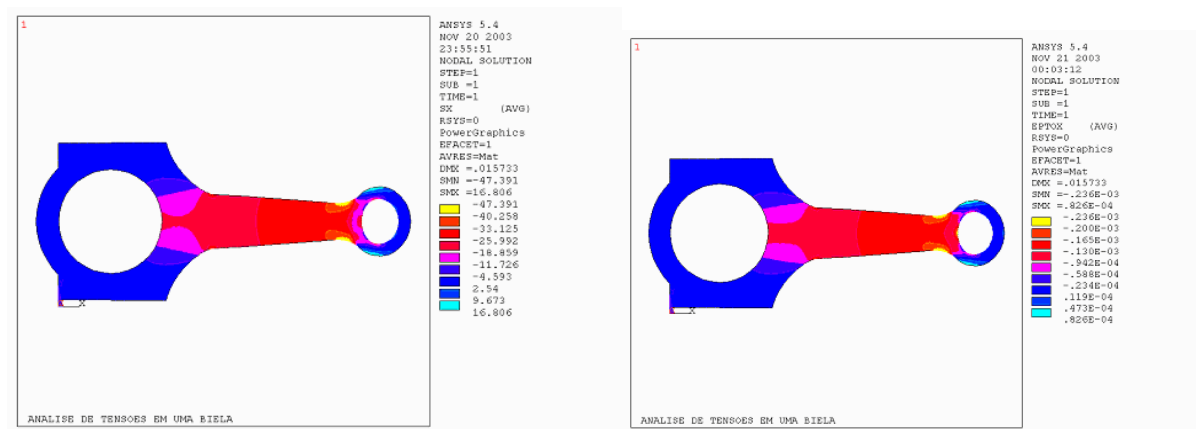 1
ANSYS 5.4
NOV 20 2003
23:55:51
NODAL SOLUTION
STEP=1
SUB =1
TIME=1
SX (AVG)
RSYS=0
PowerGraphics
EFACET=1
AVRES=Mat
DMX =.015733
SMN =-47.391
SMX =16.806
-47.391
-40.258
-33.125
-25.992
-18.859
-11.726
-4.593
2.54
9.673
16.806
X
ANALISE DE TENSOES EM UMA BIELA
1
ANSYS 5.4
NOV 21 2003
00:03:12
NODAL SOLUTION
STEP=1
SUB =1
TIME=1
EPTOX (AVG)
RSYS=0
PowerGraphics
EFACET=1
AVRES=Mat
DMX =.015733
SMN =-.236E-03
SMX =.826E-04
-.236E-03
-.200E-03
-.165E-03
-.130E-03
-.942E-04
-.588E-04
-.234E-04
.119E-04
.473E-04
.826E-04
X
ANALISE DE TENSOES EM UMA BIELA